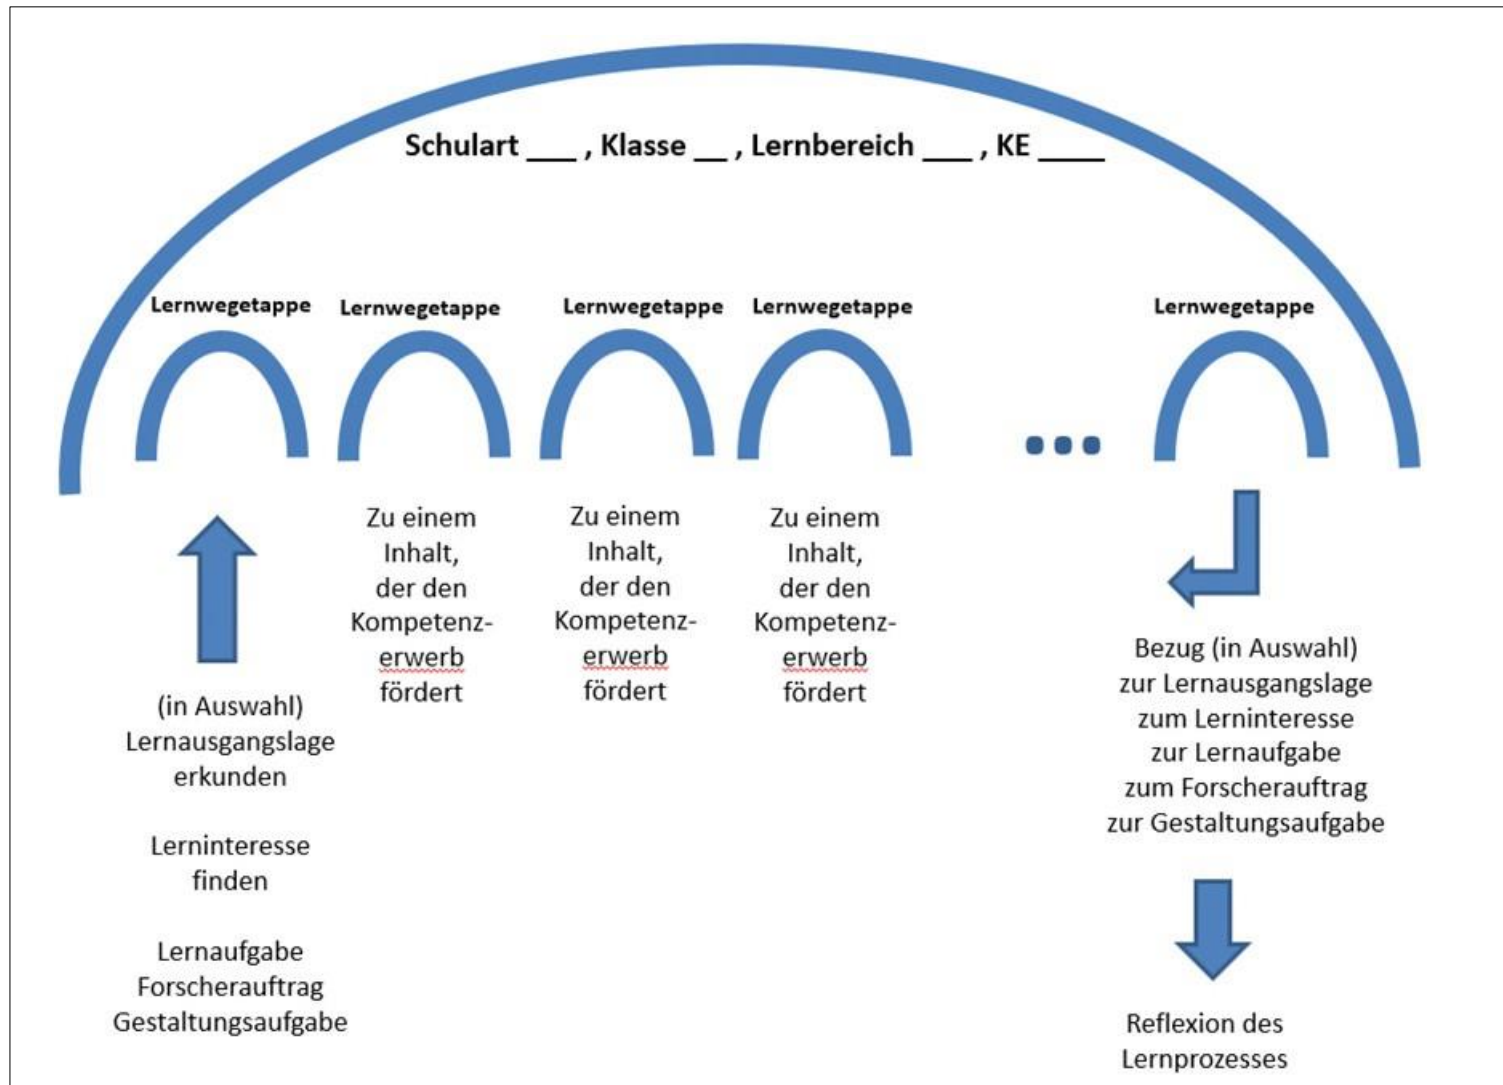 Schulart ___ , Klasse __ , Lernbereich ___ , KE ____
Lernwegetappe
Lernwegetappe
Lernwegetappe
Lernwegetappe
Lernwegetappe
(in Auswahl)
Lernausgangslage
erkunden
Lerninteresse
finden
Lernaufgabe
Forscherauftrag
Gestaltungsaufgabe
Zu einem
Inhalt,
der den
Kompetenz-
erwerb
fördert
Zu einem
Inhalt,
der den
Kompetenz-
erwerb
fördert
Zu einem
Inhalt,
der den
Kompetenz-
erwerb
fördert
Bezug (in Auswahl)
zur Lernausgangslage
zum Lerninteresse
zur Lernaufgabe
zum Forscherauftrag
zur Gestaltungsaufgabe
Reflexion des
Lernprozesses